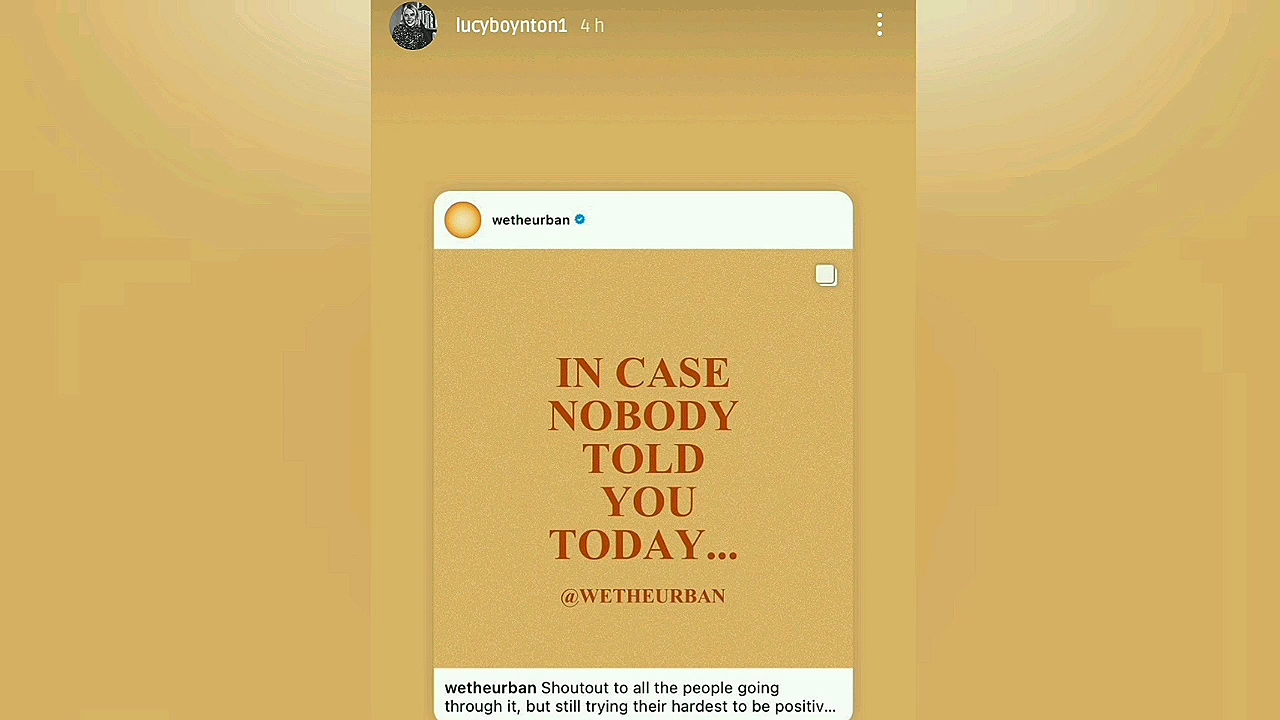 lucyboynton1 4 h
wetheurban
IN CASE
NOBODY
TOLD
YOU
TODAY...
@WETHEURBAN
wetheurban Shoutout to all the people going
through it, but still trying their hardest to be positiv...